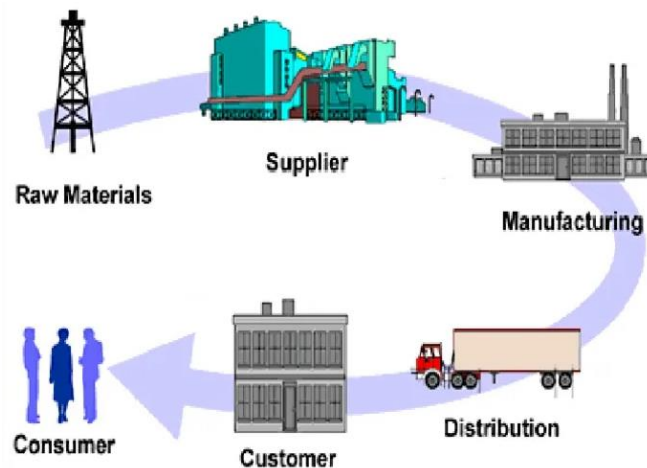 Raw Materials
Supplier
Manufacturing
Distribution
Customer
Consumer